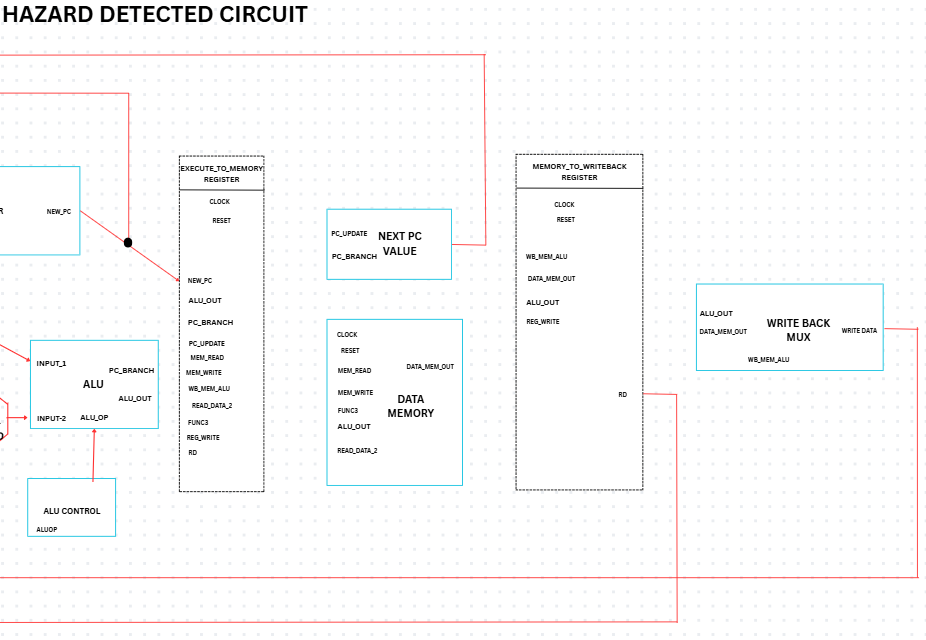 HAZARD DETECTED CIRCUIT
R
NEW_PC
EXECUTE_TO_MEMORY
REGISTER
CLOCK
RESET
NEW_PC
ALU_OUT
PC_BRANCH
PC_UPDATE
MEM_READ
MEM_WRITE
WB_MEM_ALU
READ_DATA_2
FUNC3
REG_WRITE
RD
PC_UPDATE
PC_BRANCH
NEXT PC
VALUE
CLOCK
RESET
MEM_READ
DATA_MEM_OUT
MEM_WRITE
FUNC3
ALU_OUT
READ_DATA_2
DATA
MEMORY
MEMORY_TO_WRITEBACK
REGISTER
CLOCK
RESET
WB_MEM_ALU
DATA_MEM_OUT
ALU_OUT
REG_WRITE
RD
ALU_OUT
DATA_MEM_OUT
WRITE BACK
MUX
WRITE DATA
WB_MEM_ALU
INPUT_1
PC_BRANCH
ALU
ALU_OUT
INPUT-2
ALU_OP
ALU CONTROL
ALUOP